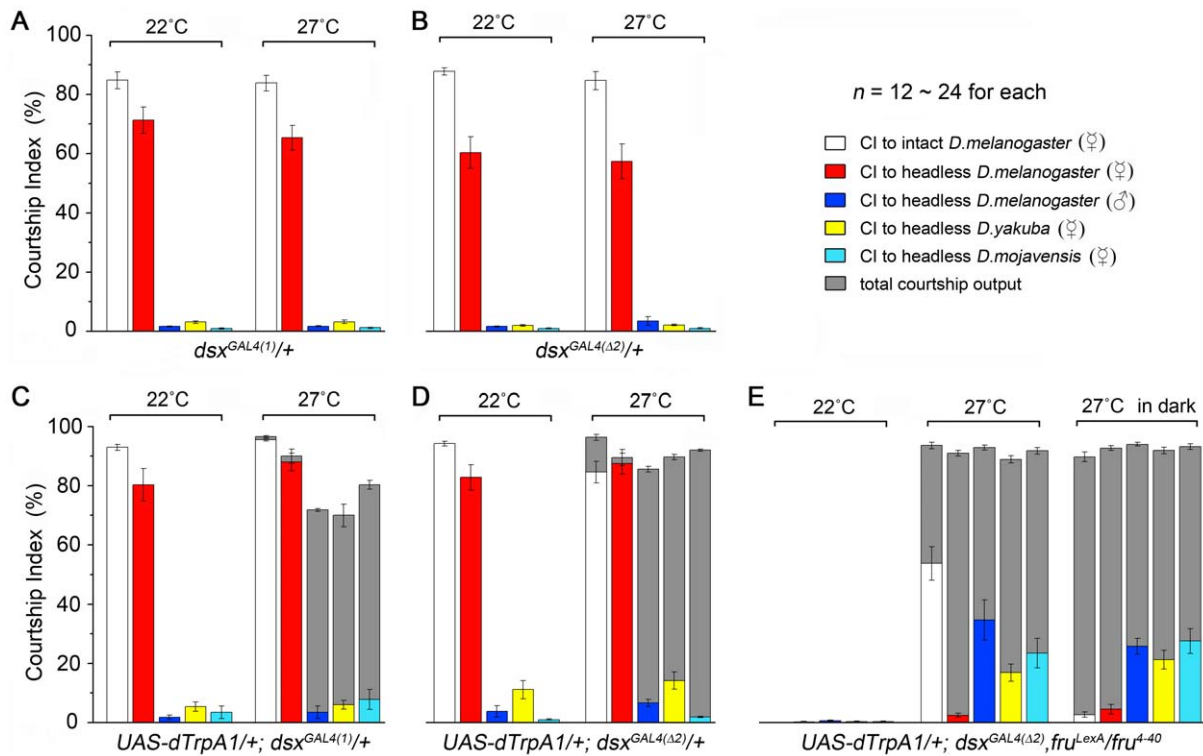 A
22˚C
27˚C
B
22˚C
27˚C
100
80
60
40
20
0
Courtship Index (%)
dsxGAL4(1)/+
dsxGAL4(Δ2)/+
n = 12 ~ 24 for each
CI to intact D.melanogaster (☿)
CI to headless D.melanogaster (☿)
CI to headless D.melanogaster (♂)
CI to headless D.yakuba (☿)
CI to headless D.mojavensis (☿)
total courtship output
C
22˚C
27˚C
D
22˚C
27˚C
E
22˚C
27˚C
27˚C in dark
100
80
60
40
20
0
Courtship Index (%)
UAS-dTrpA1/+; dsxGAL4(1)/+
UAS-dTrpA1/+; dsxGAL4(Δ2)/+
UAS-dTrpA1/+; dsxGAL4(Δ2),fruLexA/fru4-40